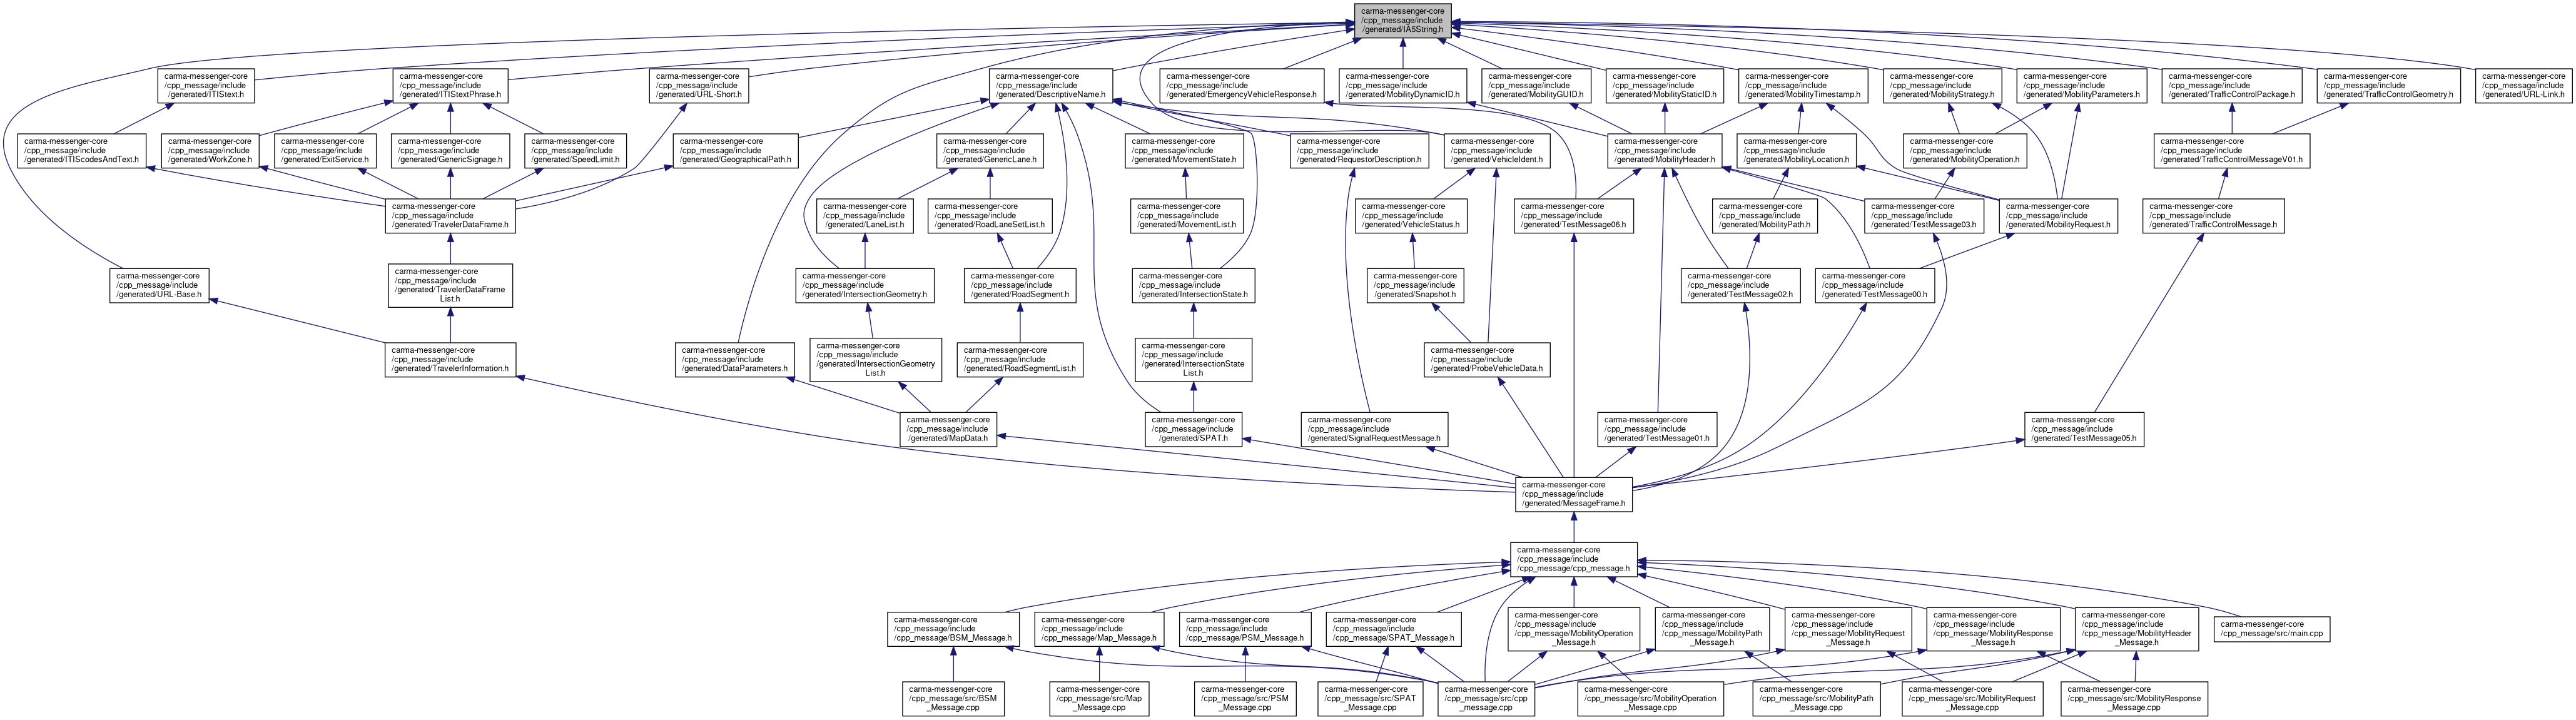 carma-messenger-core
/cpp_message/include
/generated/IA5String.h
carma-messenger-core
/cpp_message/include
/generated/ITIStext.h
carma-messenger-core
/cpp_message/include
/generated/ITIStextPhrase.h
carma-messenger-core
/cpp_message/include
/generated/URL-Short.h
carma-messenger-core
/cpp_message/include
/generated/DescriptiveName.h
carma-messenger-core
/cpp_message/include
/generated/EmergencyVehicleResponse.h
carma-messenger-core
/cpp_message/include
/generated/MobilityDynamicID.h
carma-messenger-core
/cpp_message/include
/generated/MobilityGUID.h
carma-messenger-core
/cpp_message/include
/generated/MobilityStaticID.h
carma-messenger-core
/cpp_message/include
/generated/MobilityTimestamp.h
carma-messenger-core
/cpp_message/include
/generated/MobilityStrategy.h
carma-messenger-core
/cpp_message/include
/generated/MobilityParameters.h
carma-messenger-core
/cpp_message/include
/generated/TrafficControlPackage.h
carma-messenger-core
/cpp_message/include
/generated/TrafficControlGeometry.h
carma-messenger-core
/cpp_message/include
/generated/URL-Link.h
carma-messenger-core
/cpp_message/include
/generated/ITIScodesAndText.h
carma-messenger-core
/cpp_message/include
/generated/WorkZone.h
carma-messenger-core
/cpp_message/include
/generated/ExitService.h
carma-messenger-core
/cpp_message/include
/generated/GenericSignage.h
carma-messenger-core
/cpp_message/include
/generated/SpeedLimit.h
carma-messenger-core
/cpp_message/include
/generated/GeographicalPath.h
carma-messenger-core
/cpp_message/include
/generated/GenericLane.h
carma-messenger-core
/cpp_message/include
/generated/MovementState.h
carma-messenger-core
/cpp_message/include
/generated/RequestorDescription.h
carma-messenger-core
/cpp_message/include
/generated/VehicleIdent.h
carma-messenger-core
/cpp_message/include
/generated/MobilityHeader.h
carma-messenger-core
/cpp_message/include
/generated/MobilityLocation.h
carma-messenger-core
/cpp_message/include
/generated/MobilityOperation.h
carma-messenger-core
/cpp_message/include
/generated/TrafficControlMessageV01.h
carma-messenger-core
/cpp_message/include
/generated/TravelerDataFrame.h
carma-messenger-core
/cpp_message/include
/generated/LaneList.h
carma-messenger-core
/cpp_message/include
/generated/RoadLaneSetList.h
carma-messenger-core
/cpp_message/include
/generated/MovementList.h
carma-messenger-core
/cpp_message/include
/generated/VehicleStatus.h
carma-messenger-core
/cpp_message/include
/generated/TestMessage06.h
carma-messenger-core
/cpp_message/include
/generated/MobilityPath.h
carma-messenger-core
/cpp_message/include
/generated/TestMessage03.h
carma-messenger-core
/cpp_message/include
/generated/MobilityRequest.h
carma-messenger-core
/cpp_message/include
/generated/TrafficControlMessage.h
carma-messenger-core
/cpp_message/include
/generated/URL-Base.h
carma-messenger-core
/cpp_message/include
/generated/TravelerDataFrame
List.h
carma-messenger-core
/cpp_message/include
/generated/IntersectionGeometry.h
carma-messenger-core
/cpp_message/include
/generated/RoadSegment.h
carma-messenger-core
/cpp_message/include
/generated/IntersectionState.h
carma-messenger-core
/cpp_message/include
/generated/Snapshot.h
carma-messenger-core
/cpp_message/include
/generated/TestMessage02.h
carma-messenger-core
/cpp_message/include
/generated/TestMessage00.h
carma-messenger-core
/cpp_message/include
/generated/TravelerInformation.h
carma-messenger-core
/cpp_message/include
/generated/DataParameters.h
carma-messenger-core
/cpp_message/include
/generated/IntersectionGeometry
List.h
carma-messenger-core
/cpp_message/include
/generated/RoadSegmentList.h
carma-messenger-core
/cpp_message/include
/generated/IntersectionState
List.h
carma-messenger-core
/cpp_message/include
/generated/ProbeVehicleData.h
carma-messenger-core
/cpp_message/include
/generated/MapData.h
carma-messenger-core
/cpp_message/include
/generated/SPAT.h
carma-messenger-core
/cpp_message/include
/generated/SignalRequestMessage.h
carma-messenger-core
/cpp_message/include
/generated/TestMessage01.h
carma-messenger-core
/cpp_message/include
/generated/TestMessage05.h
carma-messenger-core
/cpp_message/include
/generated/MessageFrame.h
carma-messenger-core
/cpp_message/include
/cpp_message/cpp_message.h
carma-messenger-core
/cpp_message/include
/cpp_message/BSM_Message.h
carma-messenger-core
/cpp_message/include
/cpp_message/Map_Message.h
carma-messenger-core
/cpp_message/include
/cpp_message/PSM_Message.h
carma-messenger-core
/cpp_message/include
/cpp_message/SPAT_Message.h
carma-messenger-core
/cpp_message/include
/cpp_message/MobilityOperation
_Message.h
carma-messenger-core
/cpp_message/include
/cpp_message/MobilityPath
_Message.h
carma-messenger-core
/cpp_message/include
/cpp_message/MobilityRequest
_Message.h
carma-messenger-core
/cpp_message/include
/cpp_message/MobilityResponse
_Message.h
carma-messenger-core
/cpp_message/include
/cpp_message/MobilityHeader
_Message.h
carma-messenger-core
/cpp_message/src/main.cpp
carma-messenger-core
/cpp_message/src/BSM
_Message.cpp
carma-messenger-core
/cpp_message/src/Map
_Message.cpp
carma-messenger-core
/cpp_message/src/PSM
_Message.cpp
carma-messenger-core
/cpp_message/src/SPAT
_Message.cpp
carma-messenger-core
/cpp_message/src/cpp
_message.cpp
carma-messenger-core
/cpp_message/src/MobilityOperation
_Message.cpp
carma-messenger-core
/cpp_message/src/MobilityPath
_Message.cpp
carma-messenger-core
/cpp_message/src/MobilityRequest
_Message.cpp
carma-messenger-core
/cpp_message/src/MobilityResponse
_Message.cpp